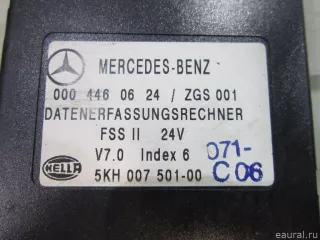 MERCEDES-BENZ
000 446 06 24 / ZGS 001
DATENERFASSUNGSRECHNER
FSS II 24V
V7.0 Index 6 071-
HELLA 5KH 007 501-00 C 06
© eaural.ru